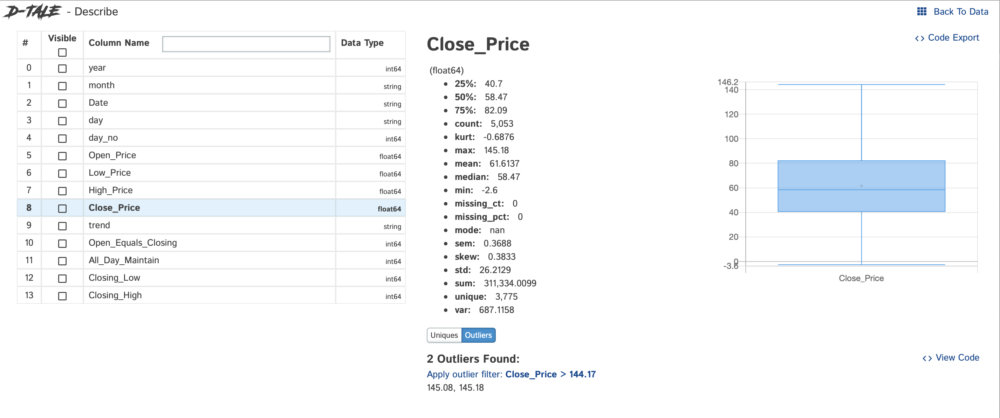 D-TALE - Describe
Back To Data
# Visible Column Name Data Type
0 year int64
1 month string
2 Date string
3 day string
4 day_no int64
5 Open_Price float64
6 Low_Price float64
7 High_Price float64
8 Close_Price float64
9 trend string
10 Open_Equals_Closing int64
11 All_Day_Maintain int64
12 Closing_Low int64
13 Closing_High int64
Close_Price
<> Code Export
(float64)
• 25%: 40.7
• 50%: 58.47
• 75%: 82.09
• count: 5,053
• kurt: -0.6876
• max: 145.18
• mean: 61.6137
• median: 58.47
• min: -2.6
• missing_ct: 0
• missing_pct: 0
• mode: nan
• sem: 0.3688
• skew: 0.3833
• std: 26.2129
• sum: 311,334.0099
• unique: 3,775
• var: 687.1158
146.2
140
120
100
80
60
40
20
0
-3.6
Close_Price
Uniques Outliers
2 Outliers Found:
<> View Code
Apply outlier filter: Close_Price > 144.17
145.08, 145.18